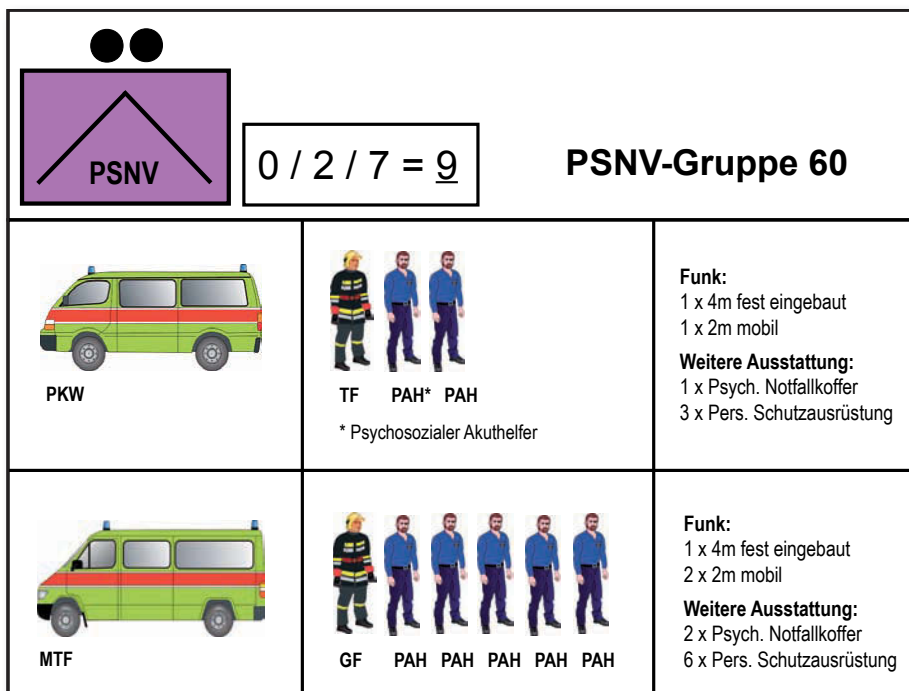 PSNV
0 / 2 / 7 = 9
PSNV-Gruppe 60
PKW
TF PAH* PAH
* Psychosozialer Akuthelfer
Funk:
1 x 4m fest eingebaut
1 x 2m mobil
Weitere Ausstattung:
1 x Psych. Notfallkoffer
3 x Pers. Schutzausrüstung
MTF
GF PAH PAH PAH PAH PAH
Funk:
1 x 4m fest eingebaut
2 x 2m mobil
Weitere Ausstattung:
2 x Psych. Notfallkoffer
6 x Pers. Schutzausrüstung